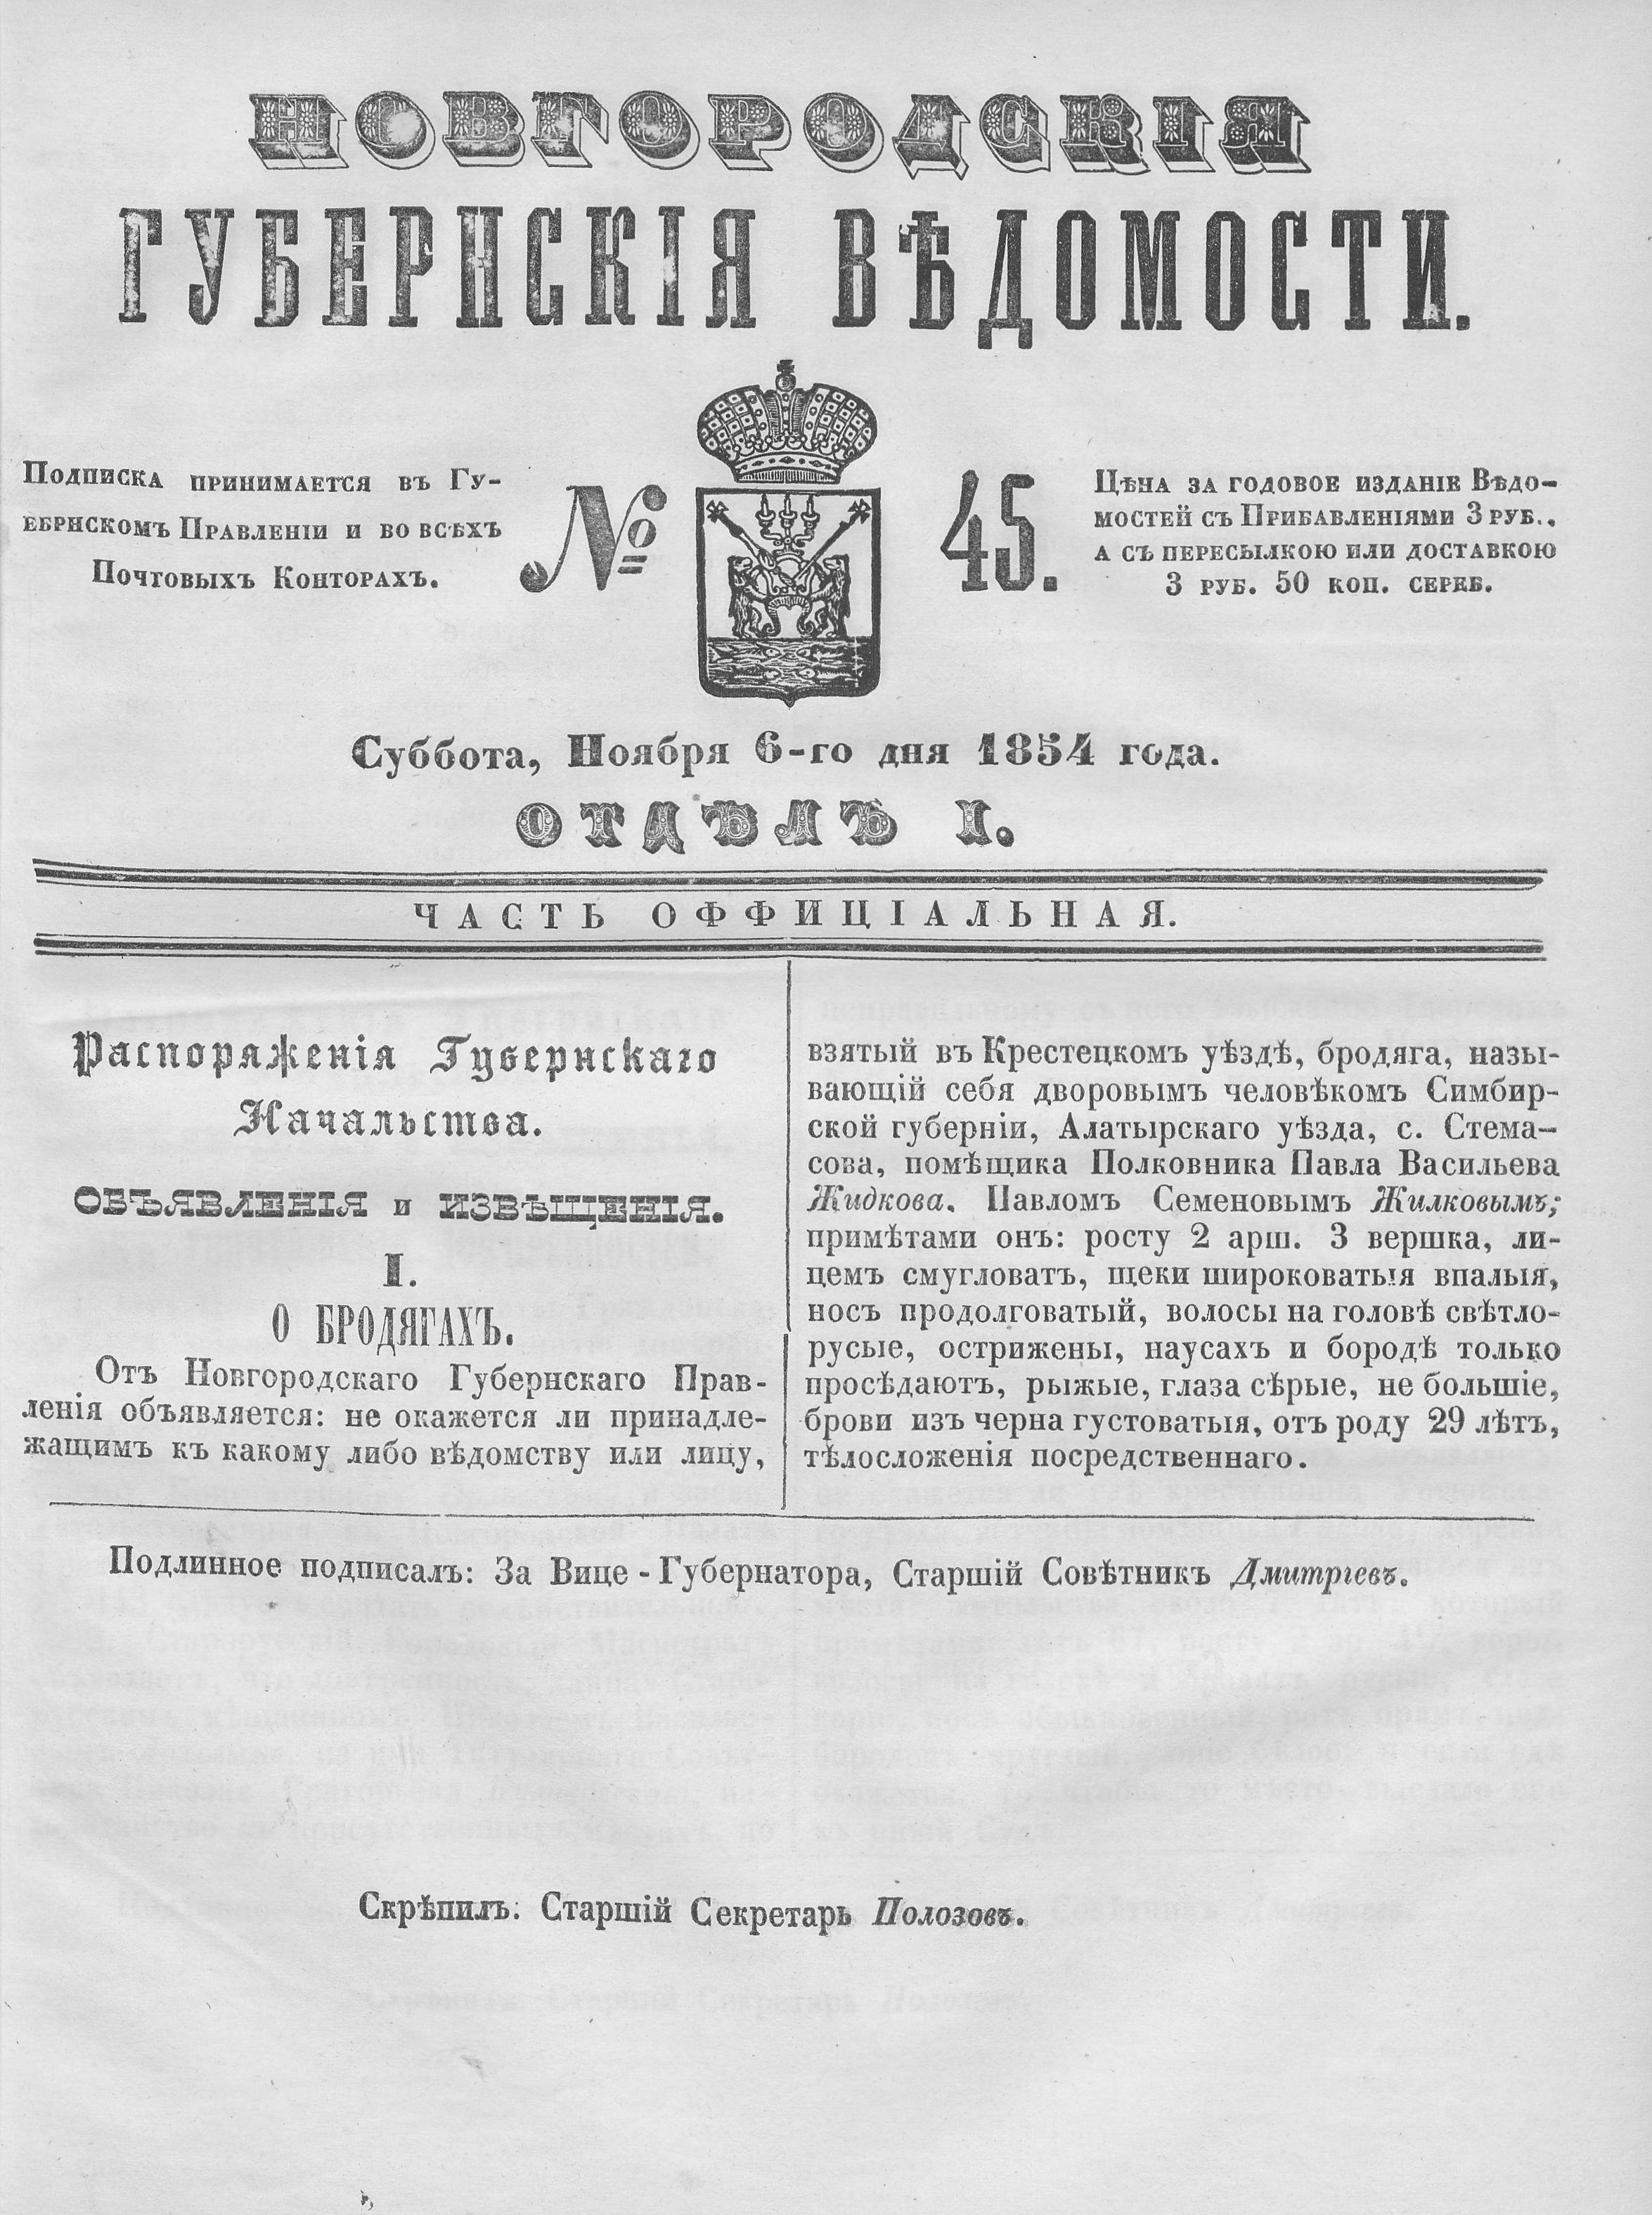 НОВГОРОДСКІЯ
ГУБЕРНСКІЯ ВѢДОМОСТИ.
Подписка принимается въ Гу-
бернскомъ Правленіи и во всѣхъ
Почтовыхъ Конторахъ.
№ 45.
Цѣна за годовое изданіе Вѣдо-
мостей съ Прибавленіями 3 руб.,
а съ пересылкою или доставкою
3 руб. 50 коп. сереб.
Суббота, Ноября 6-го дня 1854 года.
ОТДѢЛЪ I.
ЧАСТЬ ОФФИЦІАЛЬНАЯ.
Распоряженія Губернскаго
Начальства.
ОБЪЯВЛЕНІЯ и ИЗВѢЩЕНІЯ.
I.
О БРОДЯГАХЪ.
Отъ Новгородскаго Губернскаго Прав-
ленія объявляется: не окажется ли принадле-
жащимъ къ какому либо вѣдомству или лицу,
взятый въ Крестецкомъ уѣздѣ, бродяга, назы-
вающій себя дворовымъ человѣкомъ Симбир-
ской губерніи, Алатырскаго уѣзда, с. Стема-
сова, помѣщика Полковника Павла Васильева
Жидкова, Павломъ Семеновымъ Жилковымъ;
примѣтами онъ: росту 2 арш. 3 вершка, ли-
цемъ смугловатъ, щеки широковатыя впалыя,
носъ продолговатый, волосы на головѣ свѣтло-
русые, острижены, наусахъ и бородѣ только
просѣдаютъ, рыжые, глаза сѣрые, не большіе,
брови изъ черна густоватыя, отъ роду 29 лѣтъ,
тѣлосложенія посредственнаго.
Подлинное подписалъ: За Вице-Губернатора, Старшій Совѣтникъ Дмитріевъ.
Скрѣпилъ: Старшій Секретарь Полозовъ.